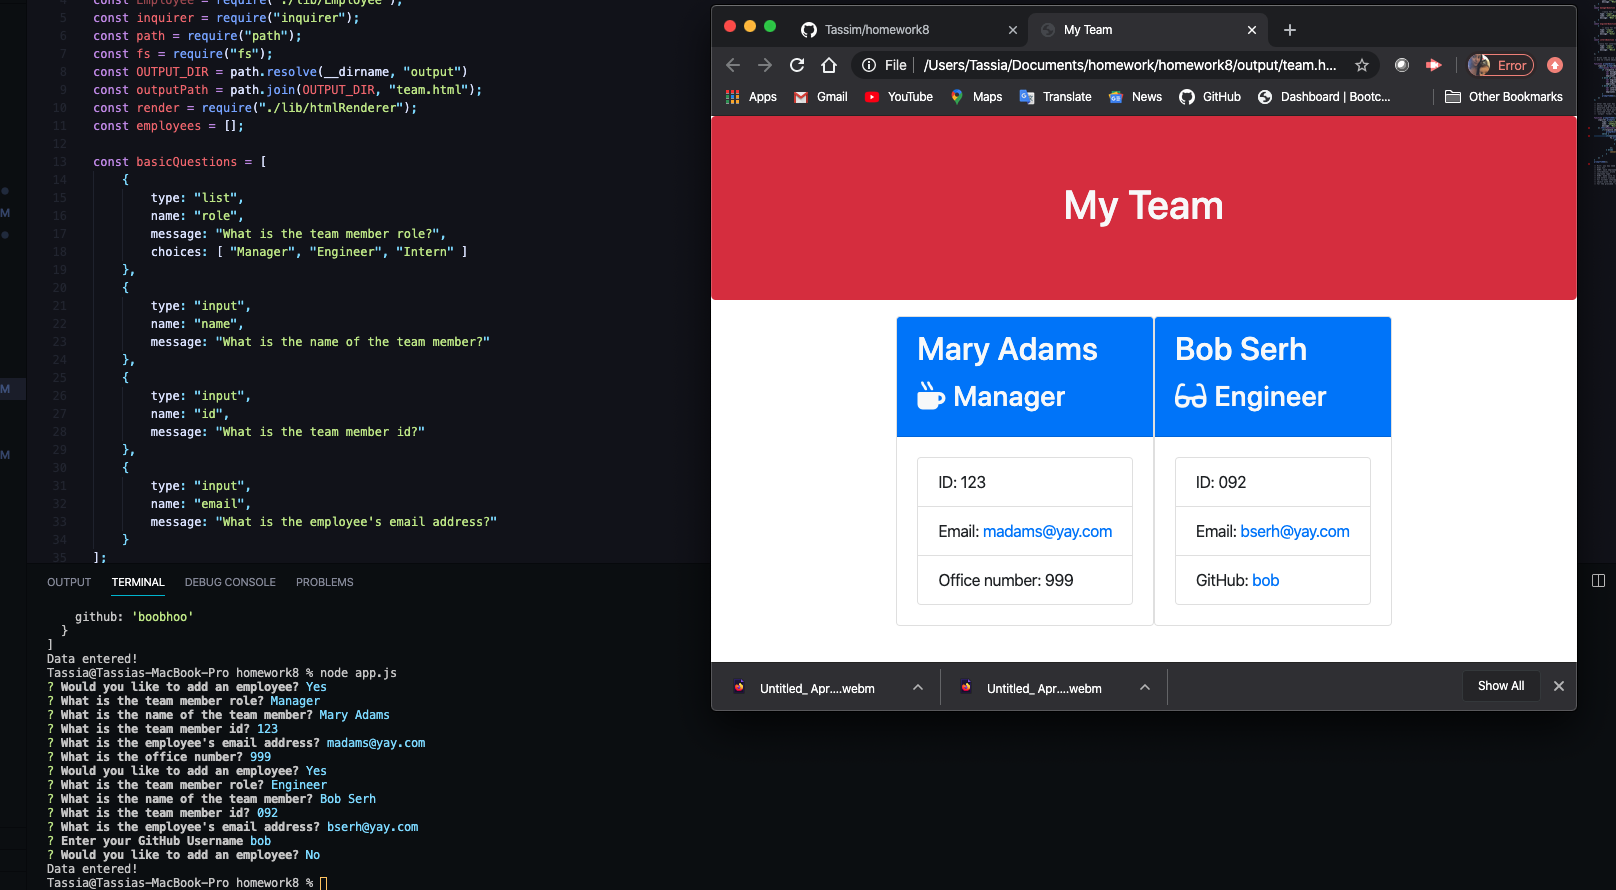 4 const Employee = require("./lib/Employee");
5 const inquirer = require("inquirer");
6 const path = require("path");
7 const fs = require("fs");
8 const OUTPUT_DIR = path.resolve(__dirname, "output")
9 const outputPath = path.join(OUTPUT_DIR, "team.html");
10 const render = require("./lib/htmlRenderer");
11 const employees = [];
12
13 const basicQuestions = [
14 {
15 type: "list",
16 name: "role",
17 message: "What is the team member role?",
18 choices: [ "Manager", "Engineer", "Intern" ]
19 },
20 {
21 type: "input",
22 name: "name",
23 message: "What is the name of the team member?"
24 },
25 {
26 type: "input",
27 name: "id",
28 message: "What is the team member id?"
29 },
30 {
31 type: "input",
32 name: "email",
33 message: "What is the employee's email address?"
34 }
35 ];
M
M
M
OUTPUT TERMINAL DEBUG CONSOLE PROBLEMS
github: 'boobhoo'
}
]
Data entered!
Tassia@Tassias-MacBook-Pro homework8 % node app.js
? Would you like to add an employee? Yes
? What is the team member role? Manager
? What is the name of the team member? Mary Adams
? What is the team member id? 123
? What is the employee's email address? madams@yay.com
? What is the office number? 999
? Would you like to add an employee? Yes
? What is the team member role? Engineer
? What is the name of the team member? Bob Serh
? What is the team member id? 092
? What is the employee's email address? bserh@yay.com
? Enter your GitHub Username bob
? Would you like to add an employee? No
Data entered!
Tassia@Tassias-MacBook-Pro homework8 %
Tassim/homework8 My Team
File /Users/Tassia/Documents/homework/homework8/output/team.h... Error
Apps Gmail YouTube Maps Translate News GitHub Dashboard | Bootc... Other Bookmarks
My Team
Mary Adams
Manager
ID: 123
Email: madams@yay.com
Office number: 999
Bob Serh
Engineer
ID: 092
Email: bserh@yay.com
GitHub: bob
Untitled_ Apr....webm Untitled_ Apr....webm Show All